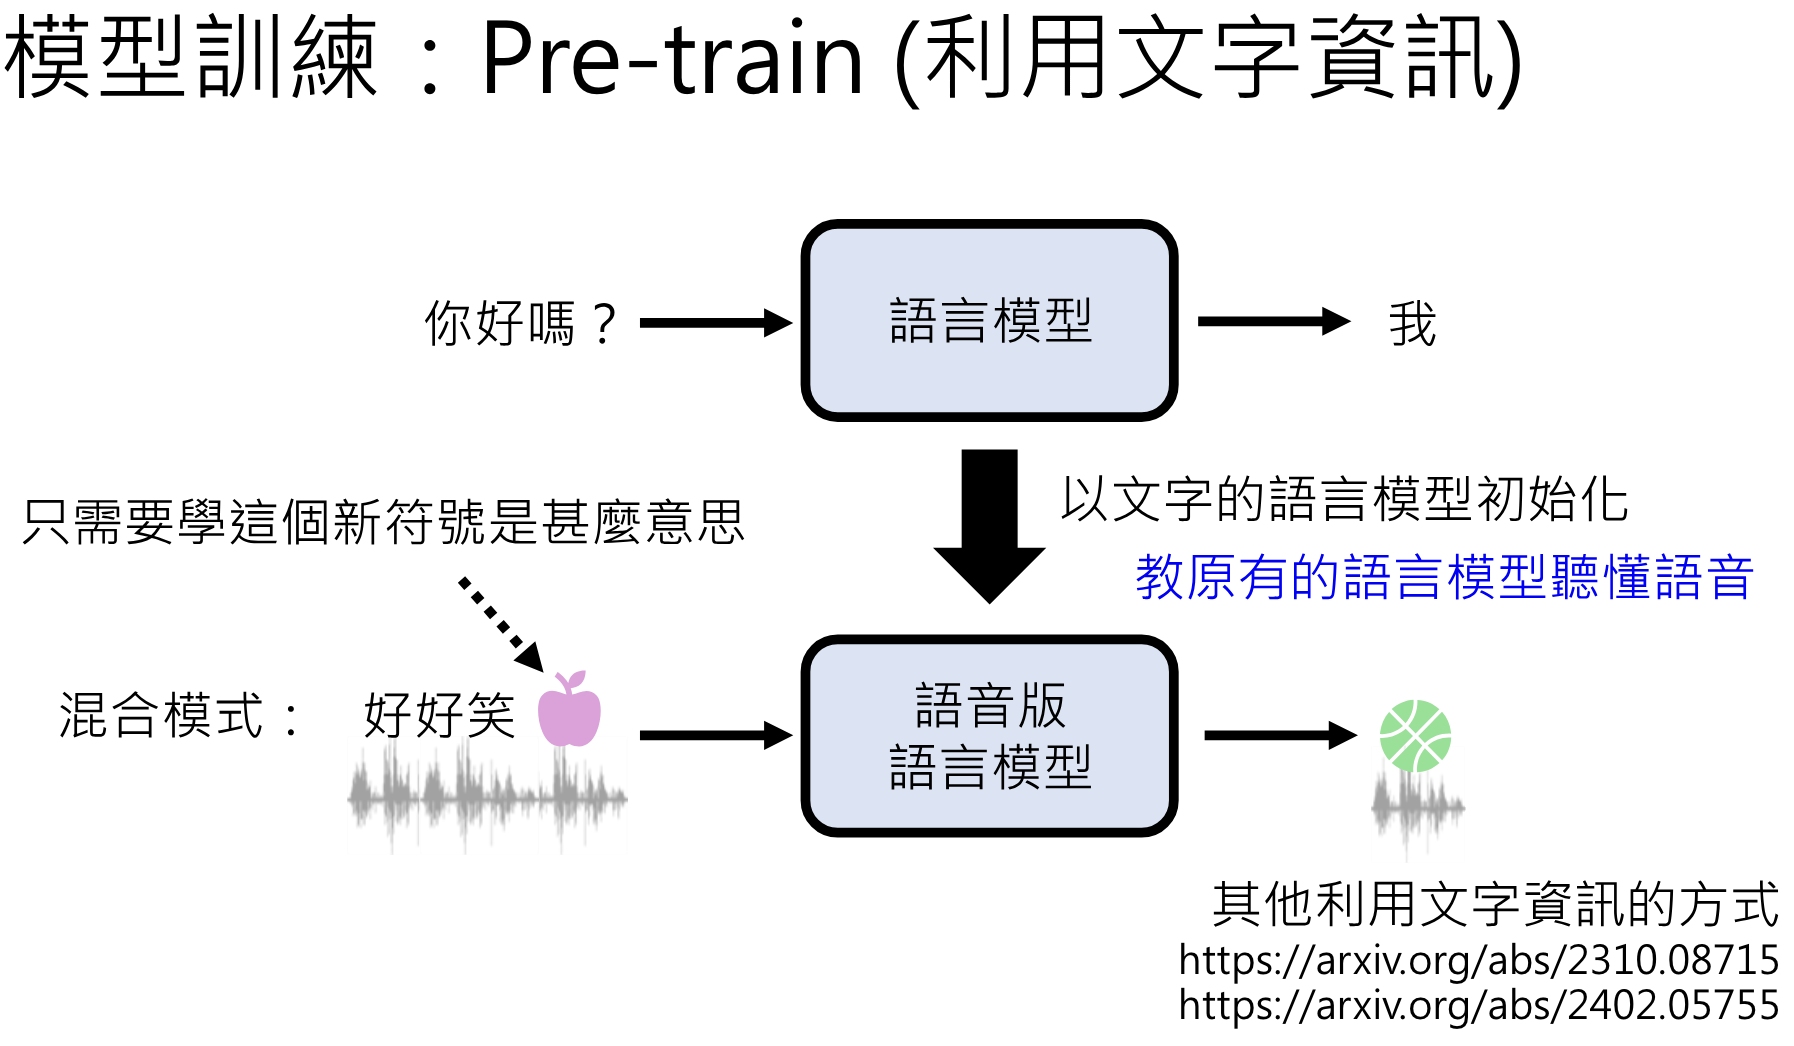 模型訓練：Pre-train (利用文字資訊)
你好嗎？
語言模型
我
以文字的語言模型初始化
教原有的語言模型聽懂語音
只需要學這個新符號是甚麼意思
混合模式：
好好笑
語音版
語言模型
其他利用文字資訊的方式
https://arxiv.org/abs/2310.08715
https://arxiv.org/abs/2402.05755